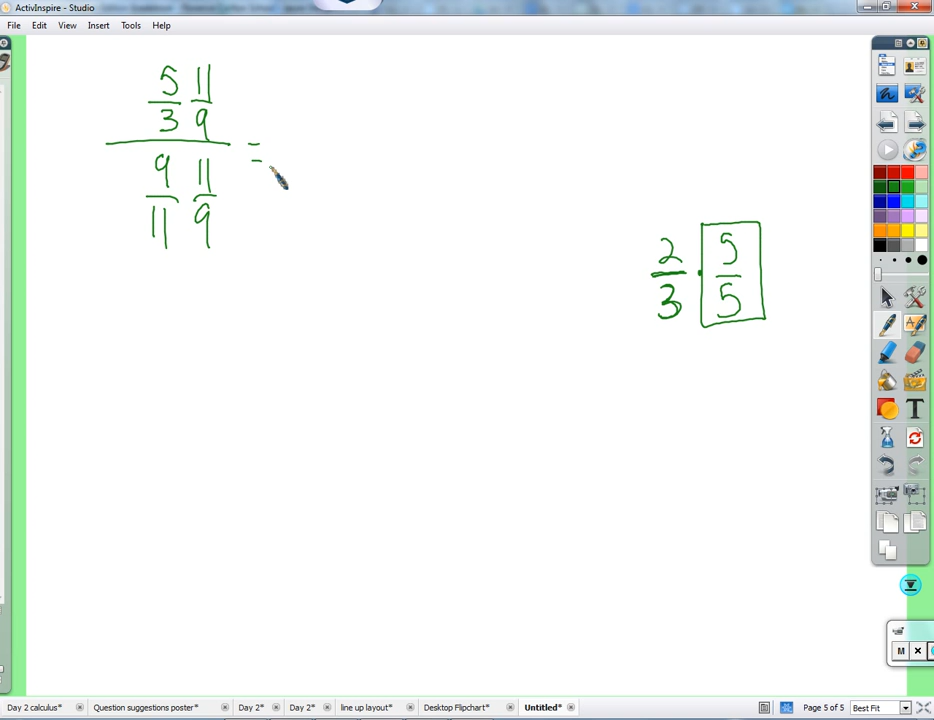 ActivInspire - Studio
File Edit View Insert Tools Help
5 11
3 9
=
9 11
11 9
2 · 5
3 5
M
Day 2 calculus* Question suggestions poster* Day 2* Day 2* line up layout* Desktop Flipchart* Untitled* Page 5 of 5 Best Fit